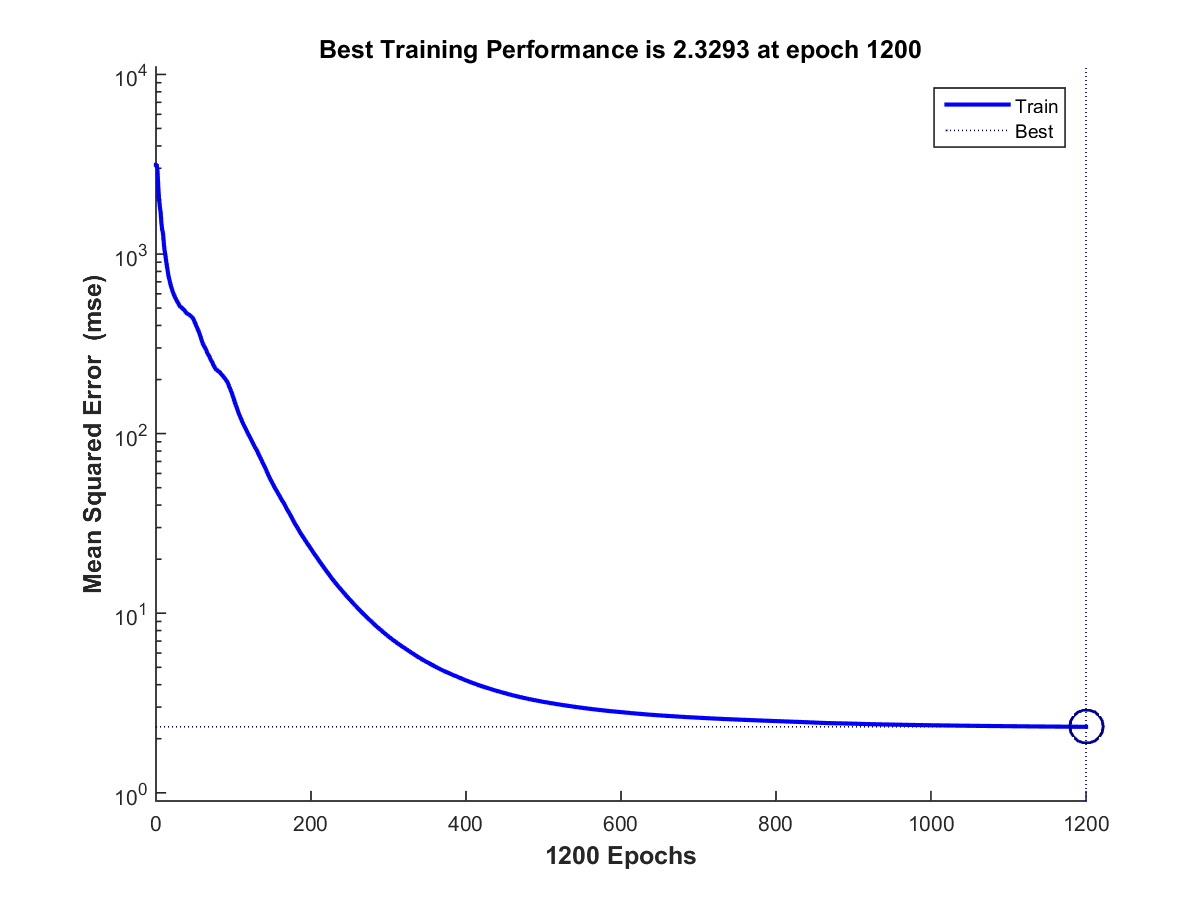 Best Training Performance is 2.3293 at epoch 1200
Train
Best
Mean Squared Error (mse)
10^4
10^3
10^2
10^1
10^0
0 200 400 600 800 1000 1200
1200 Epochs